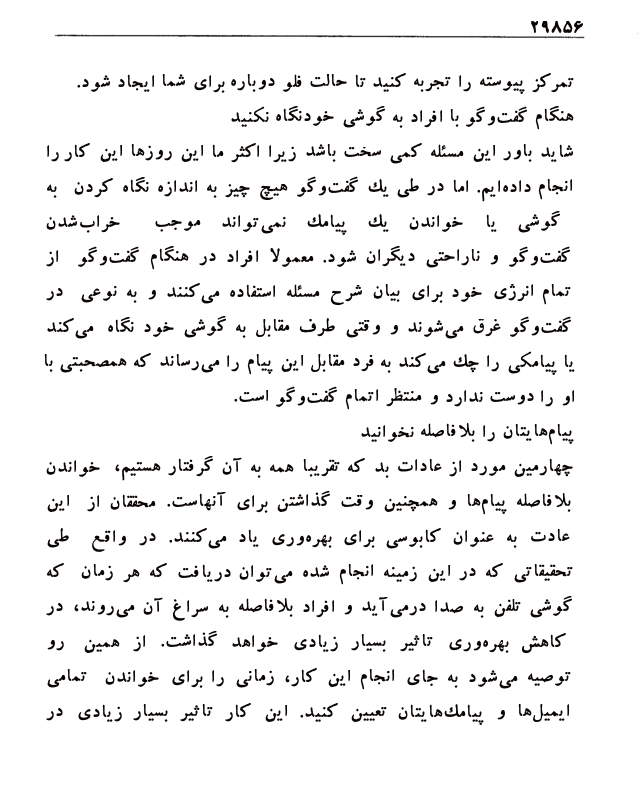 ۲۹۸۵۶
تمرکز پیوسته را تجربه کنید تا حالت فلو دوباره برای شما ایجاد شود.
هنگام گفت‌وگو با افراد به گوشی خودنگاه نکنید
شاید باور این مسئله کمی سخت باشد زیرا اکثر ما این روزها این کار را
انجام داده‌ایم. اما در طی یك گفت‌وگو هیچ چیز به اندازه نگاه کردن به
گوشی یا خواندن یك پیامك نمی‌تواند موجب خراب‌شدن
گفت‌وگو و ناراحتی دیگران شود. معمولا افراد در هنگام گفت‌وگو از
تمام انرژی خود برای بیان شرح مسئله استفاده می‌کنند و به نوعی در
گفت‌وگو غرق می‌شوند و وقتی طرف مقابل به گوشی خود نگاه می‌کند
یا پیامکی را چك می‌کند به فرد مقابل این پیام را می‌رساند که همصحبتی با
او را دوست ندارد و منتظر اتمام گفت‌وگو است.
پیام‌هایتان را بلافاصله نخوانید
چهارمین مورد از عادات بد که تقریبا همه به آن گرفتار هستیم، خواندن
بلافاصله پیام‌ها و همچنین وقت گذاشتن برای آنهاست. محققان از این
عادت به عنوان کابوسی برای بهره‌وری یاد می‌کنند. در واقع طی
تحقیقاتی که در این زمینه انجام شده می‌توان دریافت که هر زمان که
گوشی تلفن به صدا درمی‌آید و افراد بلافاصله به سراغ آن می‌روند، در
کاهش بهره‌وری تاثیر بسیار زیادی خواهد گذاشت. از همین رو
توصیه می‌شود به جای انجام این کار، زمانی را برای خواندن تمامی
ایمیل‌ها و پیامك‌هایتان تعیین کنید. این کار تاثیر بسیار زیادی در